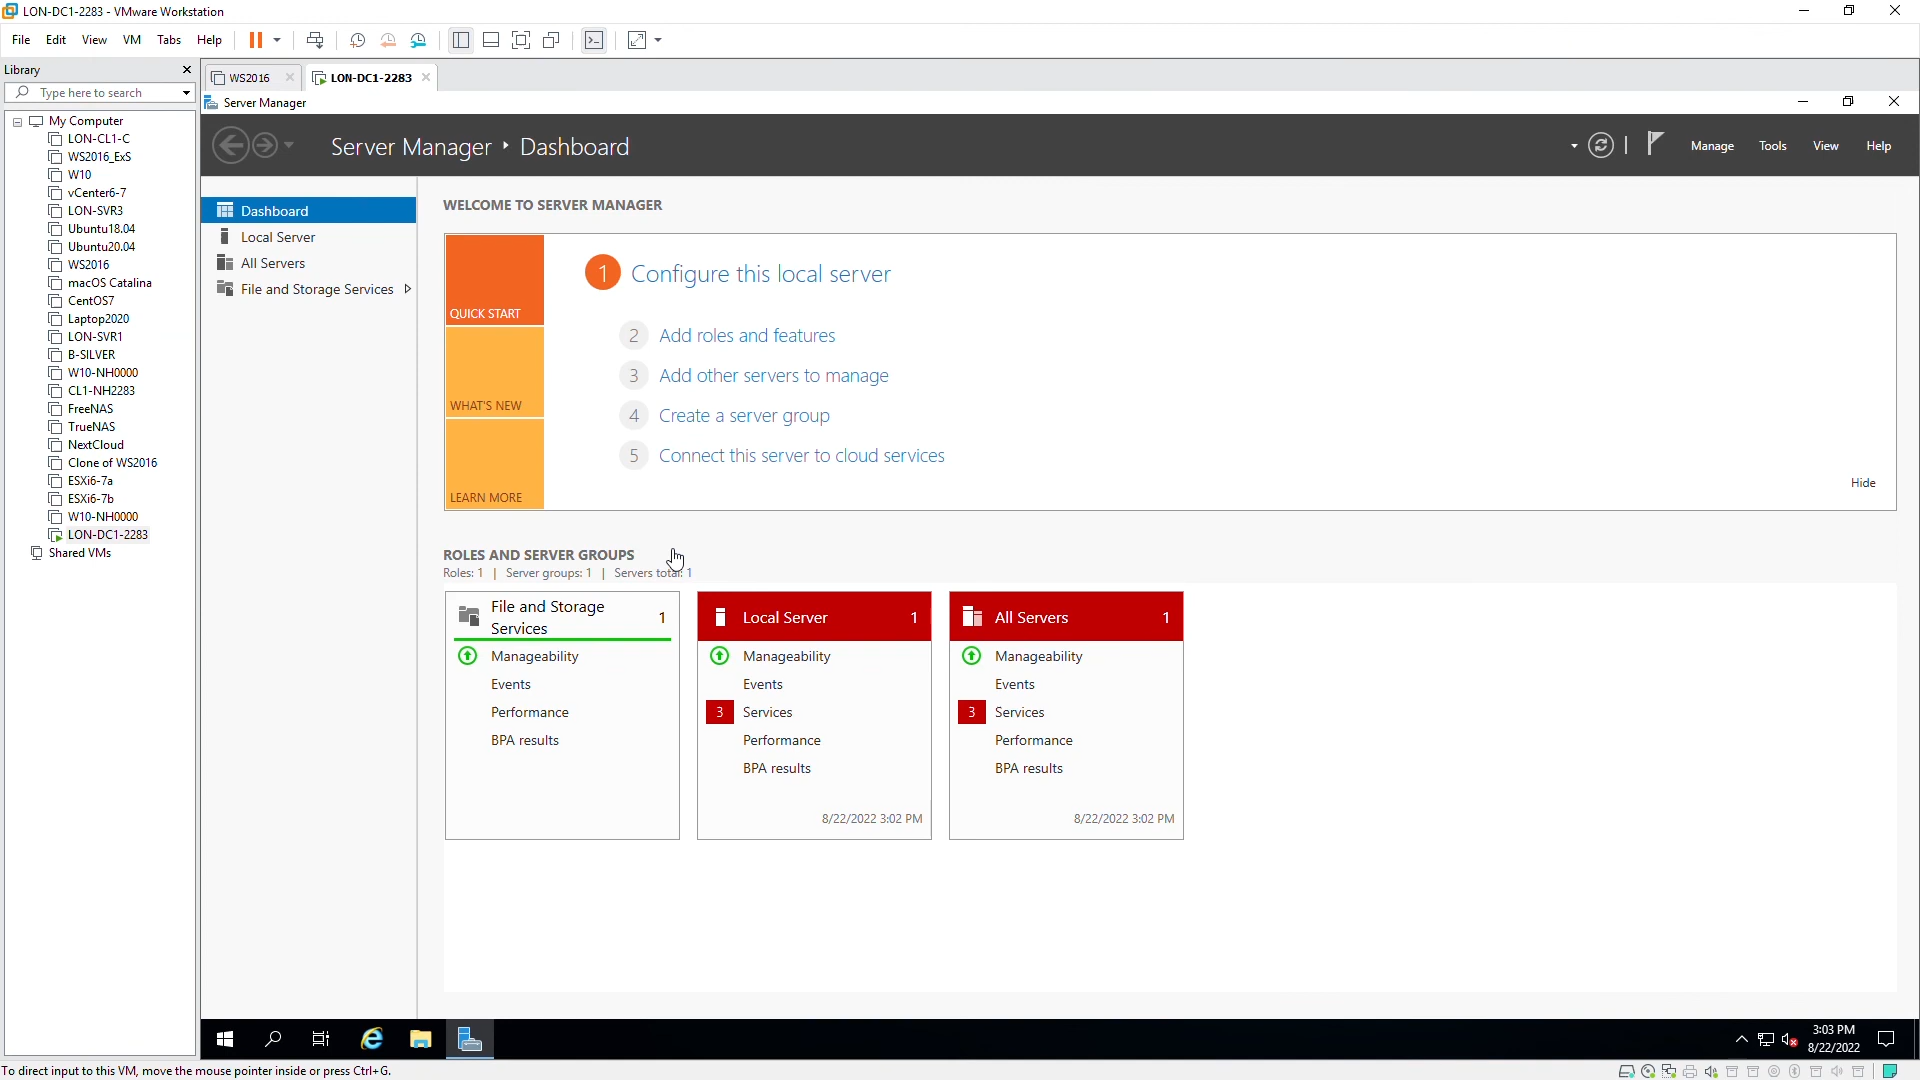 LON-DC1-2283 - VMware Workstation
File Edit View VM Tabs Help
Library
Type here to search
My Computer
LON-CL1-C
WS2016_ExS
W10
vCenter6-7
LON-SVR3
Ubuntu18.04
Ubuntu20.04
WS2016
macOS Catalina
CentOS7
Laptop2020
LON-SVR1
B-SILVER
W10-NH0000
CL1-NH2283
FreeNAS
TrueNAS
NextCloud
Clone of WS2016
ESXi6-7a
ESXi6-7b
W10-NH0000
LON-DC1-2283
Shared VMs
WS2016 LON-DC1-2283
Server Manager
Server Manager Dashboard
Manage Tools View Help
Dashboard
Local Server
All Servers
File and Storage Services
WELCOME TO SERVER MANAGER
QUICK START
WHAT'S NEW
LEARN MORE
1 Configure this local server
2 Add roles and features
3 Add other servers to manage
4 Create a server group
5 Connect this server to cloud services
Hide
ROLES AND SERVER GROUPS
Roles: 1 | Server groups: 1 | Servers total: 1
File and Storage
Services
1
Manageability
Events
Performance
BPA results
Local Server 1
Manageability
Events
3 Services
Performance
BPA results
8/22/2022 3:02 PM
All Servers 1
Manageability
Events
3 Services
Performance
BPA results
8/22/2022 3:02 PM
3:03 PM
8/22/2022
To direct input to this VM, move the mouse pointer inside or press Ctrl+G.